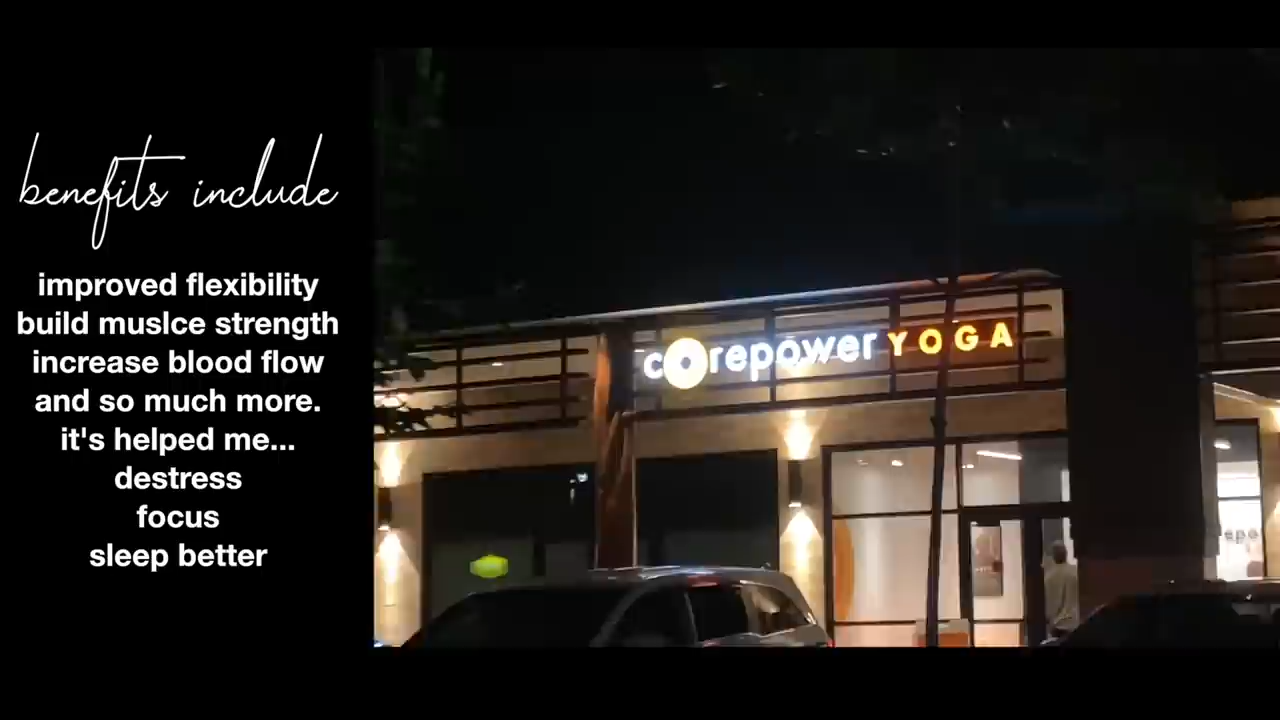 benefits include
improved flexibility
build muslce strength
increase blood flow
and so much more.
it's helped me...
destress
focus
sleep better
corepower YOGA